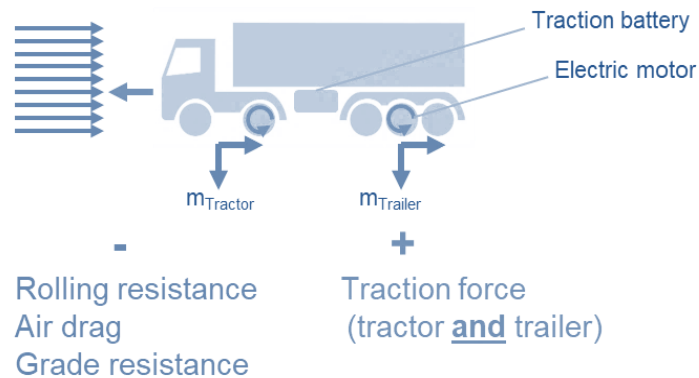 Traction battery
Electric motor
mTractor
mTrailer
-
+
Rolling resistance
Air drag
Grade resistance
Traction force
(tractor and trailer)